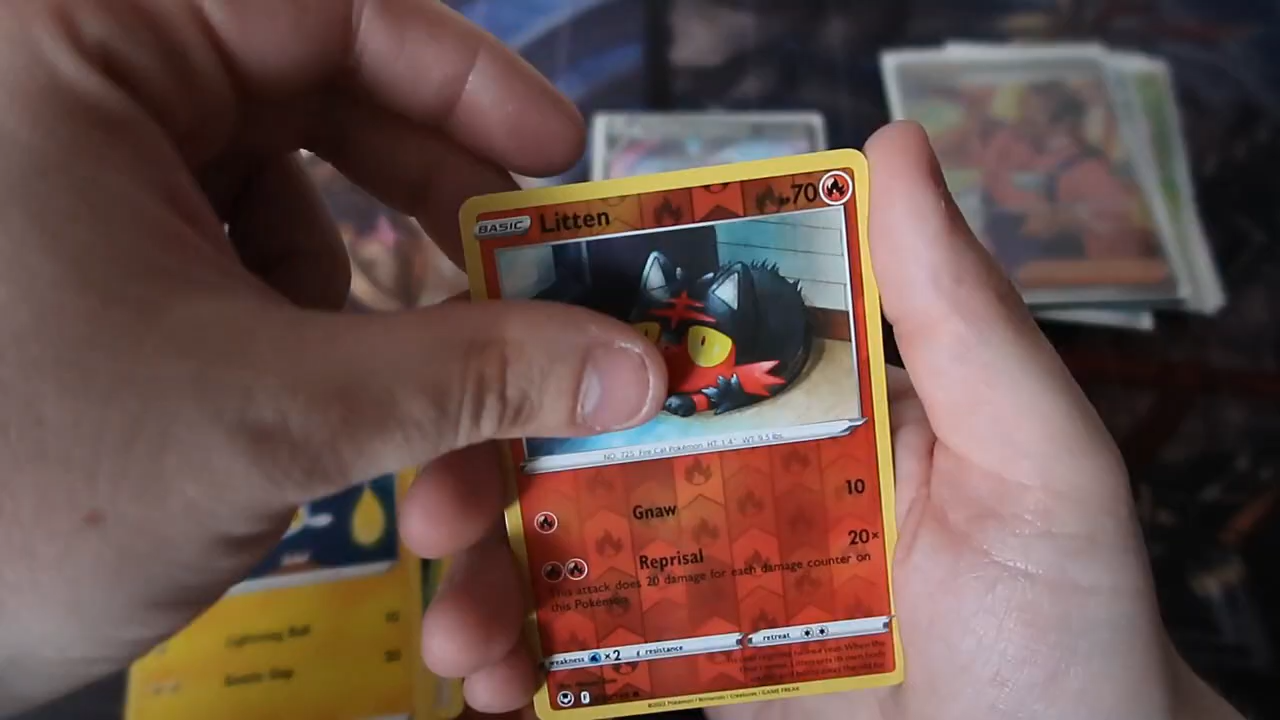 BASIC Litten 70
NO. 725 Fire Cat Pokémon HT: 1'4" WT: 9.5 lbs.
Gnaw 10
Reprisal 20×
This attack does 20 damage for each damage counter on
this Pokémon.
weakness ×2 resistance retreat
F
©2022 Pokémon / Nintendo / Creatures / GAME FREAK
Lightning Ball 10